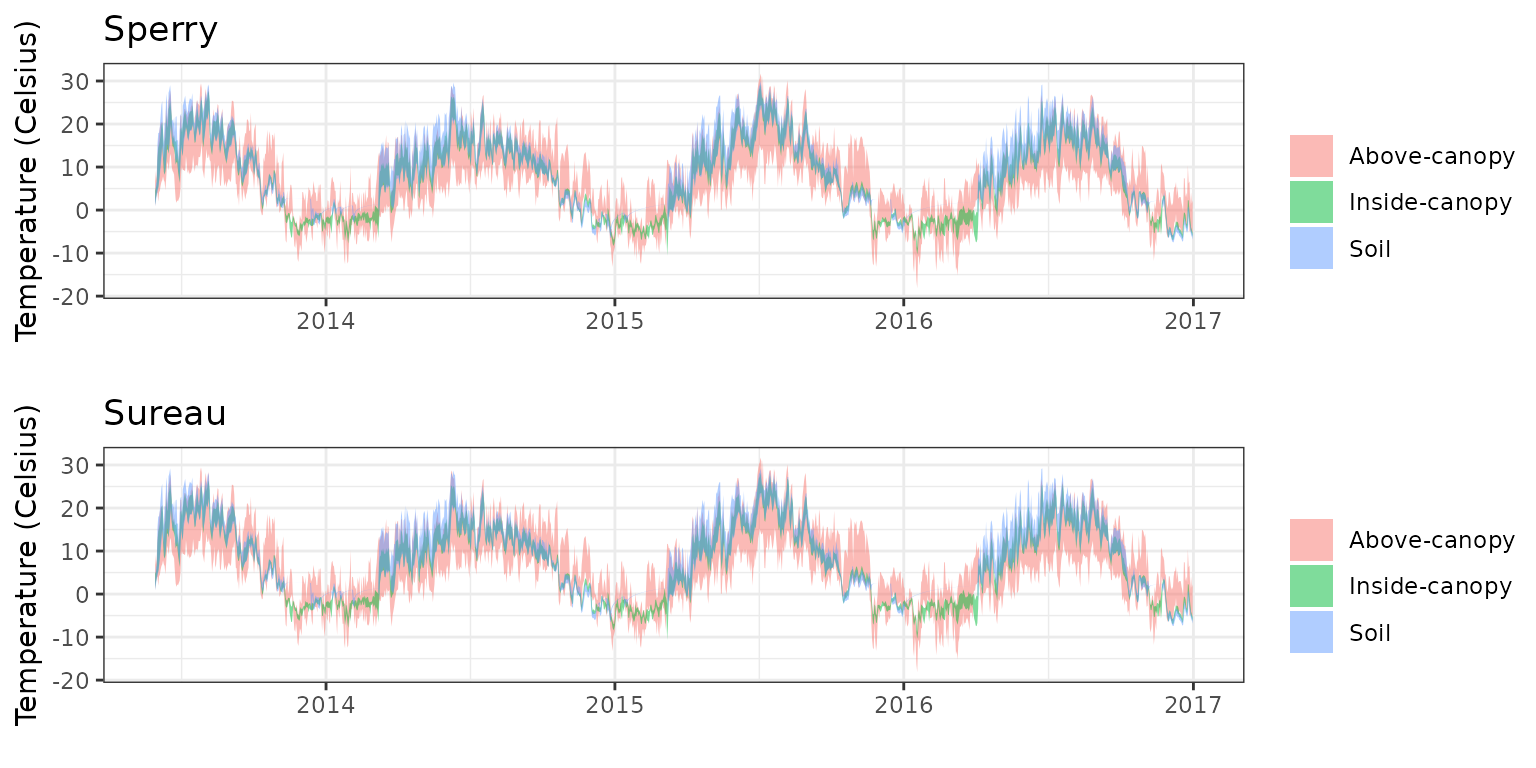 Sperry
Temperature (Celsius)
30
20
10
0
-10
-20
2014
2015
2016
2017
Above-canopy
Inside-canopy
Soil
Sureau
Temperature (Celsius)
30
20
10
0
-10
-20
2014
2015
2016
2017
Above-canopy
Inside-canopy
Soil